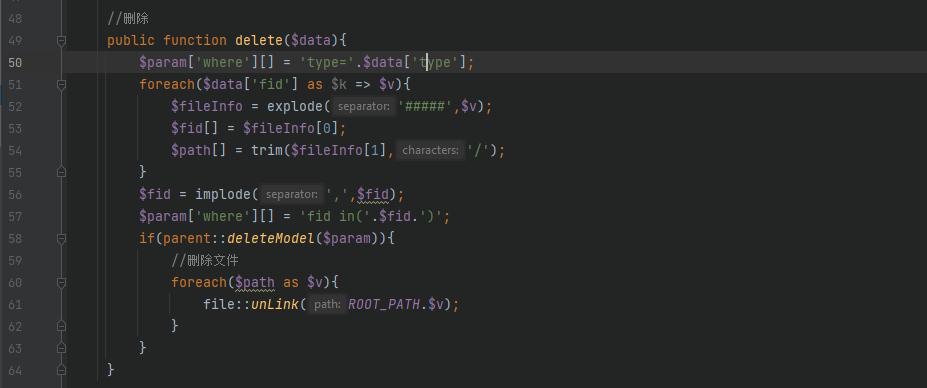 48 //删除
49 public function delete($data){
50 $param['where'][] = 'type='.$data['type'];
51 foreach($data['fid'] as $k => $v){
52 $fileInfo = explode( separator: '#####',$v);
53 $fid[] = $fileInfo[0];
54 $path[] = trim($fileInfo[1], characters: '/');
55 }
56 $fid = implode( separator: ',',$fid);
57 $param['where'][] = 'fid in('.$fid.')';
58 if(parent::deleteModel($param)){
59 //删除文件
60 foreach($path as $v){
61 file::unLink( path: ROOT_PATH.$v);
62 }
63 }
64 }